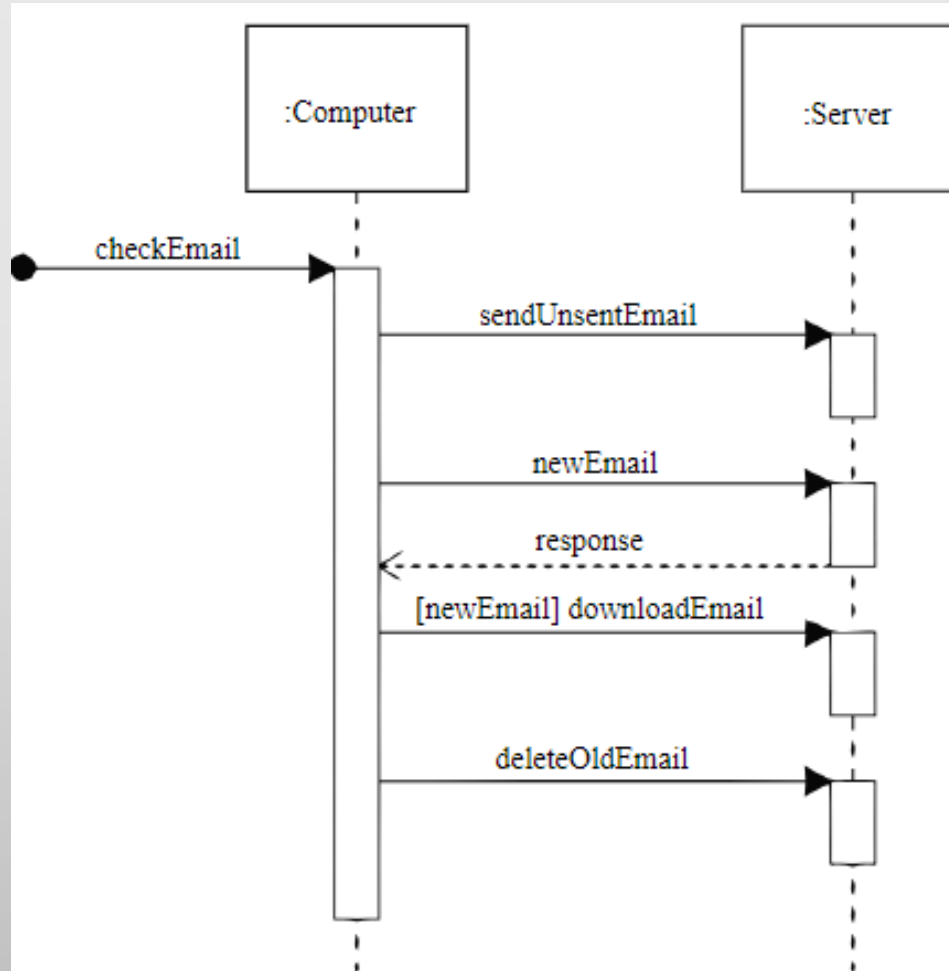 :Computer
:Server
checkEmail
sendUnsentEmail
newEmail
response
[newEmail] downloadEmail
deleteOldEmail